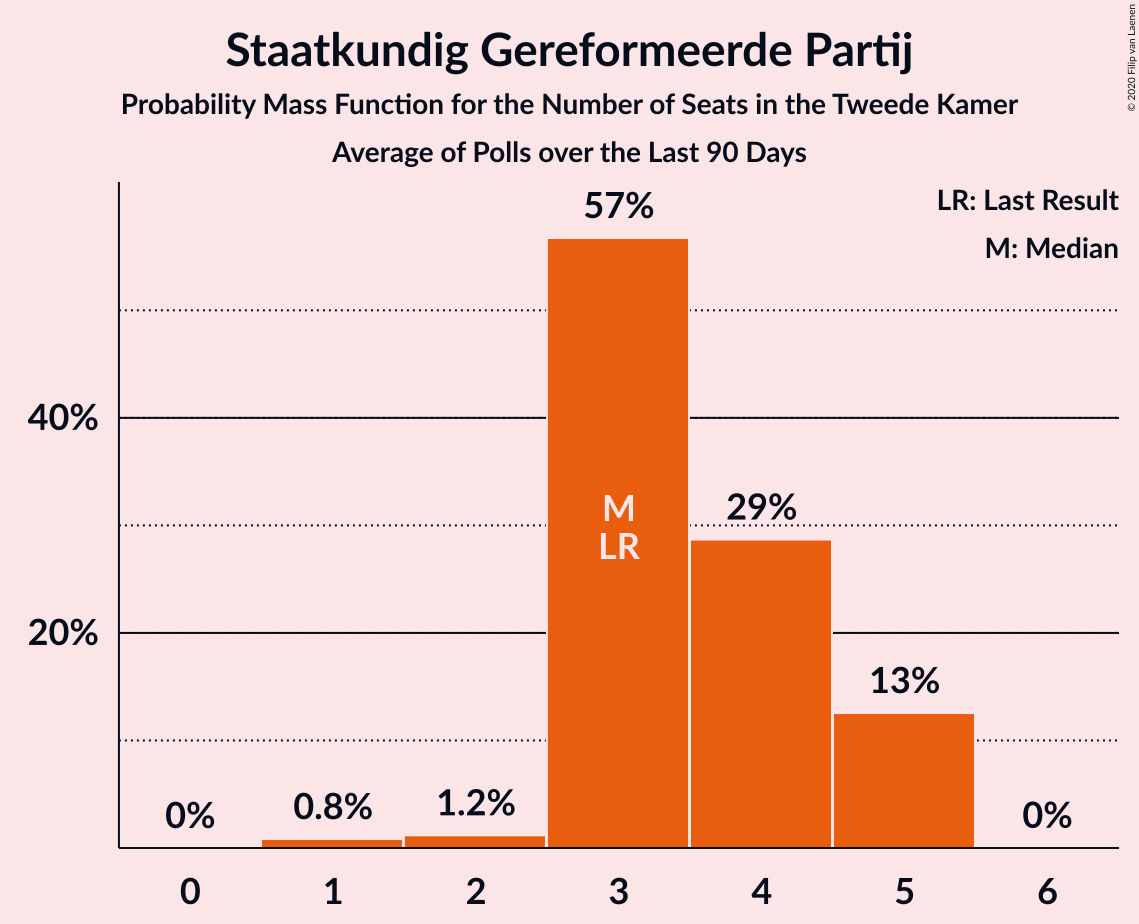 Staatkundig Gereformeerde Partij
Probability Mass Function for the Number of Seats in the Tweede Kamer
Average of Polls over the Last 90 Days
© 2020 Filip van Laenen
LR: Last Result
M: Median
57%
40%
M
LR
29%
20%
13%
0%
0.8%
1.2%
0%
0 1 2 3 4 5 6